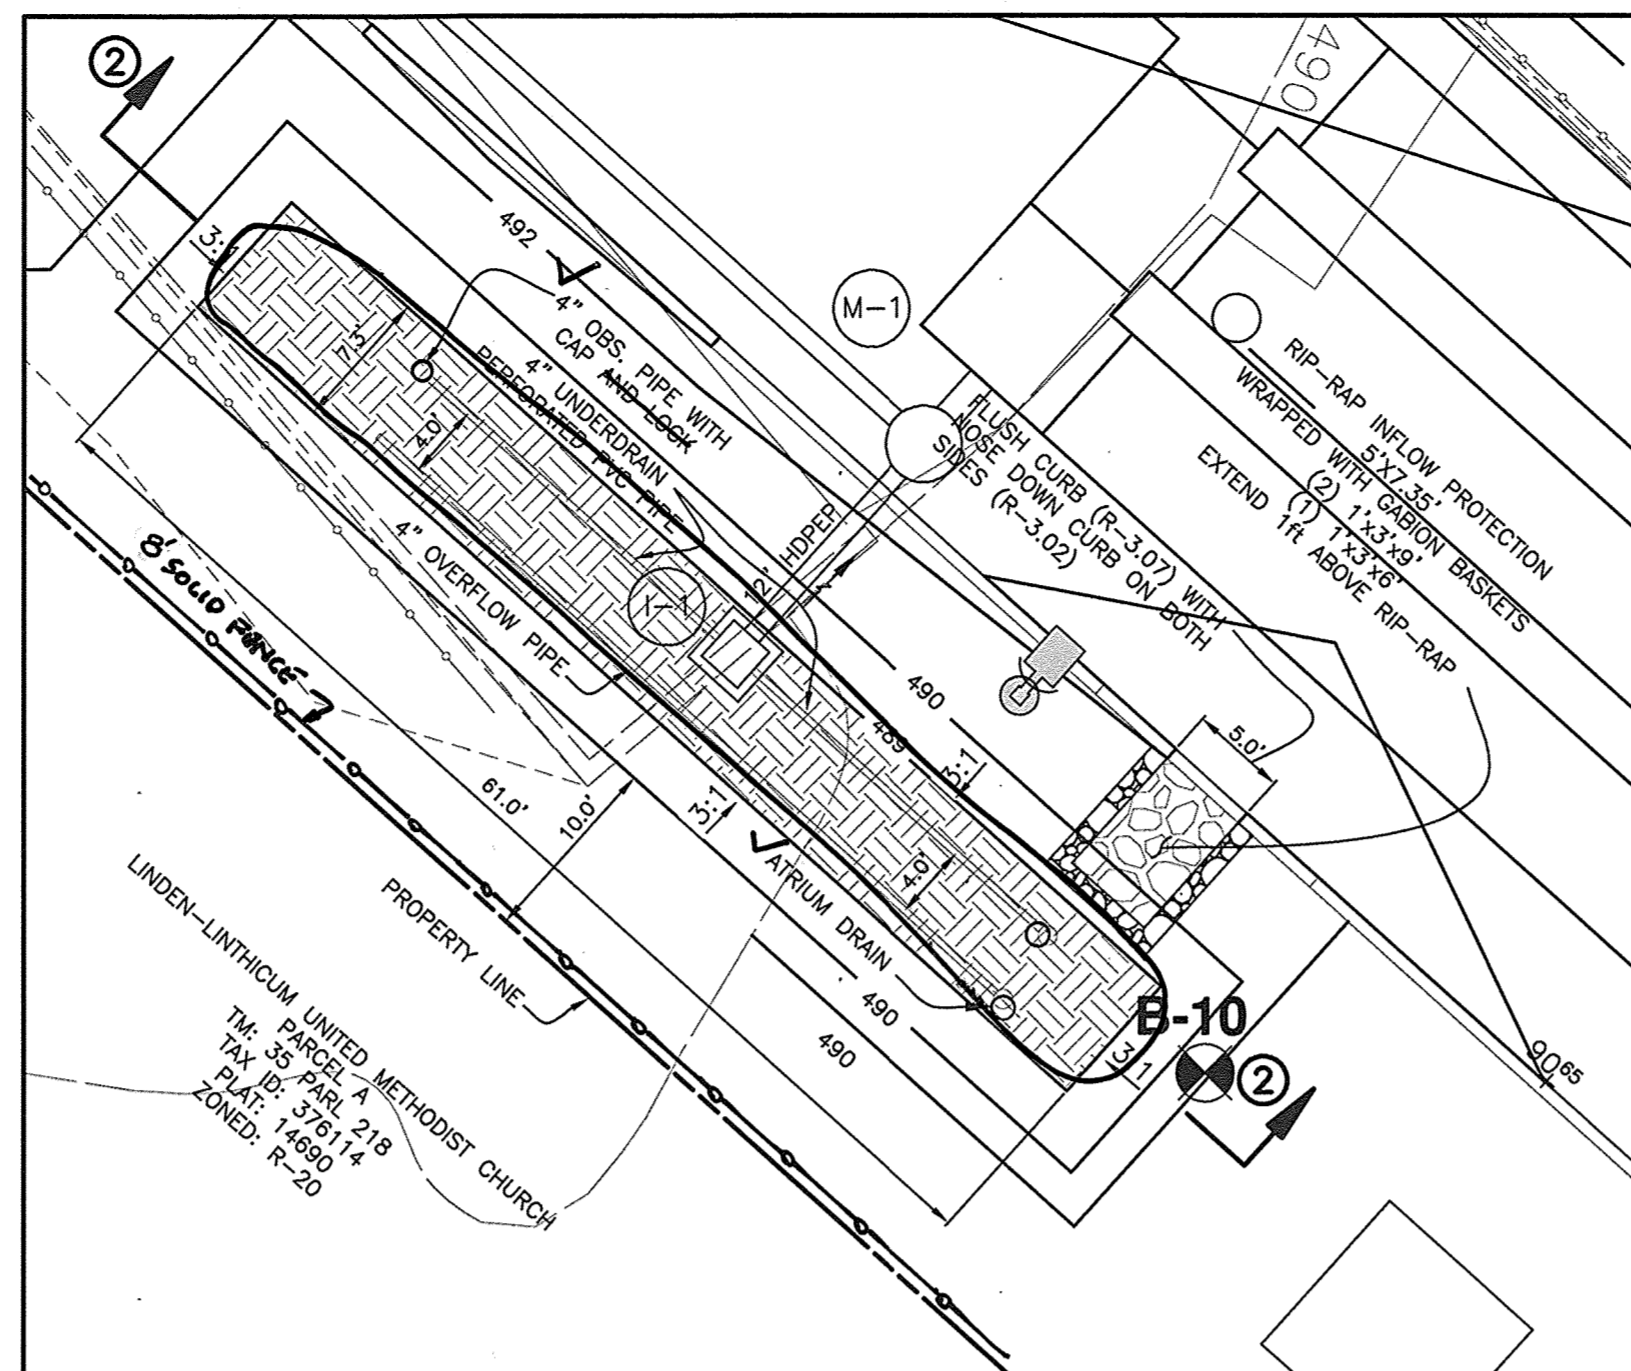 2
490
492
3:1
4" OBS. PIPE WITH
CAP AND LOCK
4" UNDERDRAIN
PERFORATED PVC PIPE
M-1
RIP-RAP INFLOW PROTECTION
5'X7.35'
WRAPPED WITH GABION BASKETS
(2) 1'x3'x9'
(1) 1'x3'x6'
EXTEND 1ft ABOVE RIP-RAP
FLUSH CURB (R-3.07) WITH
NOSE DOWN CURB ON BOTH
SIDES (R-3.02)
7.3'
4.0'
4" OVERFLOW PIPE
12' HDPEP
I-1
8' SOLID FENCE
490
489
3:1
5.0'
61.0'
10.0'
3:1
ATRIUM DRAIN
4.0'
PROPERTY LINE
LINDEN-LINTHICUM UNITED METHODIST CHURCH
PARCEL A
TM: 35 PARL 218
TAX ID: 376114
PLAT: 14690
ZONED: R-20
490
490
3:1
B-10
2
90.65